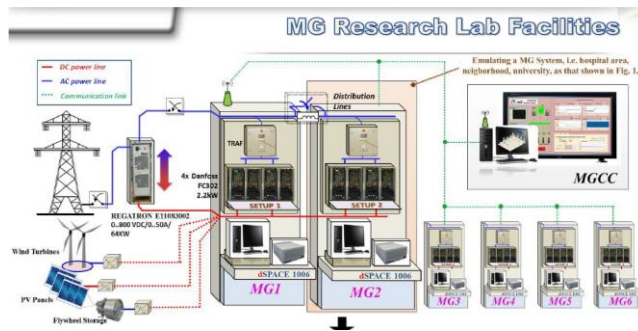 MG Research Lab Facilities
DC power line
AC power line
Communication link
Emulating a MG System, i.e. hospital area,
neigborhood, university, as that shown in Fig. 1.
Distribution
Lines
TRAF
4x Danfoss
FC302
2.2kW
SETUP 1
SETUP 2
MGCC
REGATRON E11083002
0..800 VDC/0..50A/
64KW
Wind Turbines
PV Panels
Flywheel Storage
dSPACE 1006
dSPACE 1006
MG1
MG2
MG3
MG4
MG5
MG6